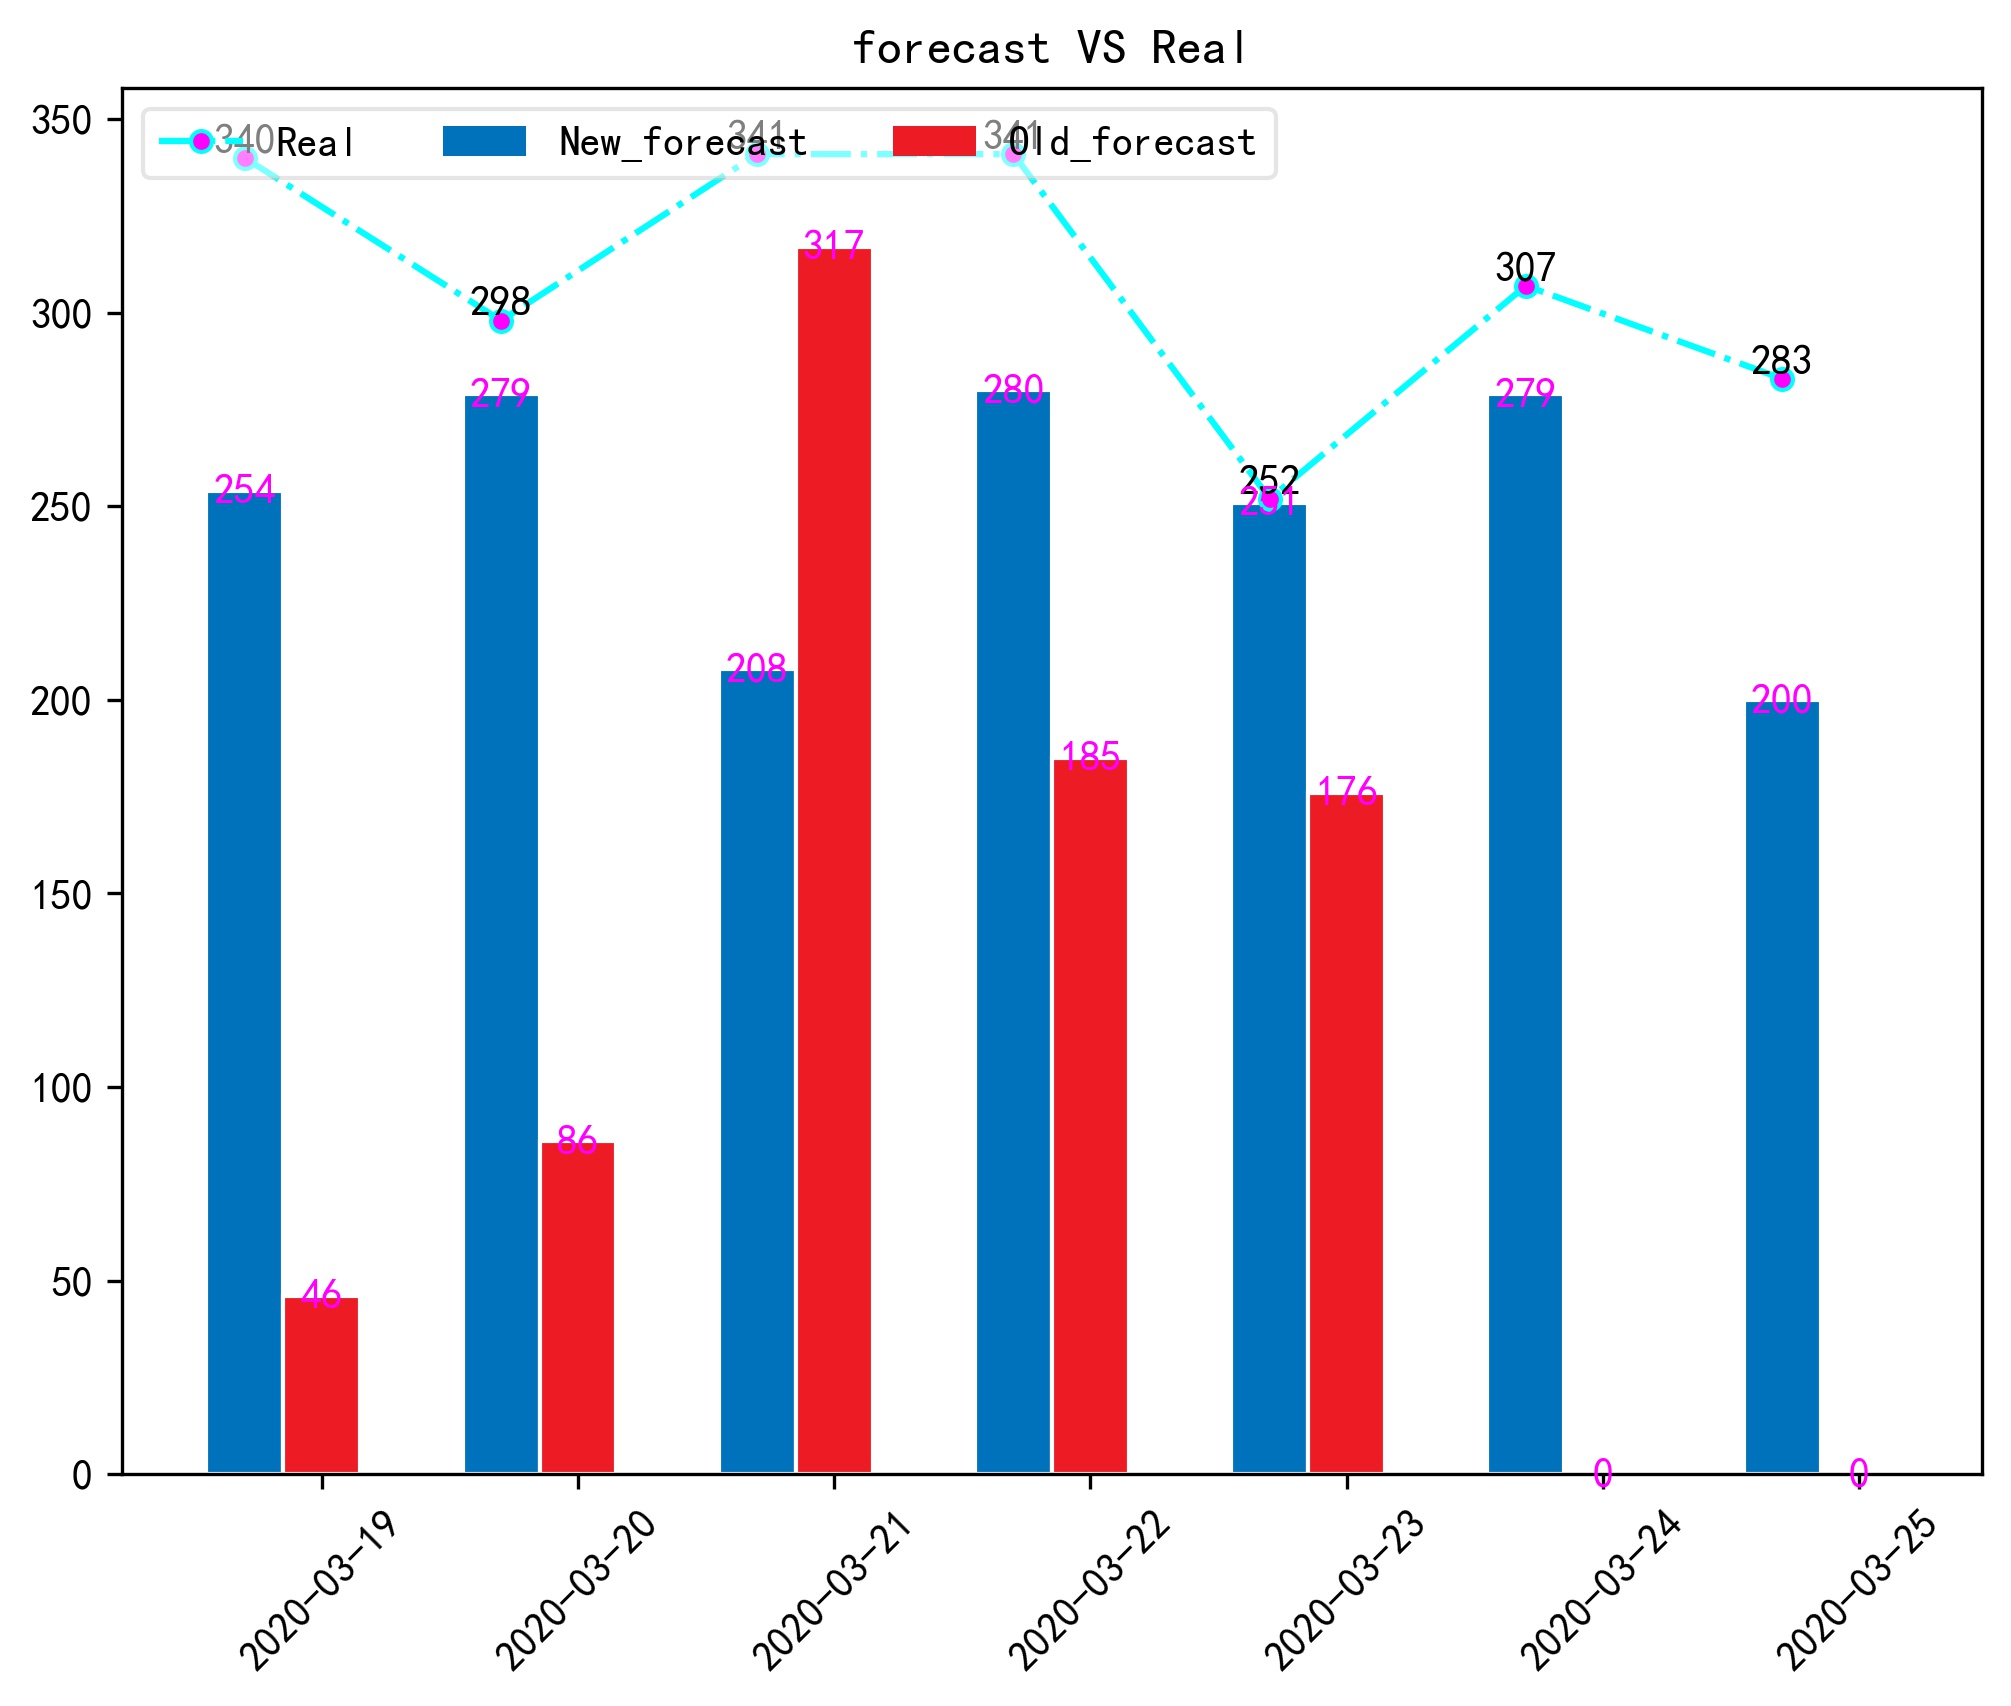 forecast VS Real
Real New_forecast Old_forecast
340 298 341 341 252 307 283
254 279 208 280 251 279 200
46 86 317 185 176 0 0
350
300
250
200
150
100
50
0
2020-03-19 2020-03-20 2020-03-21 2020-03-22 2020-03-23 2020-03-24 2020-03-25